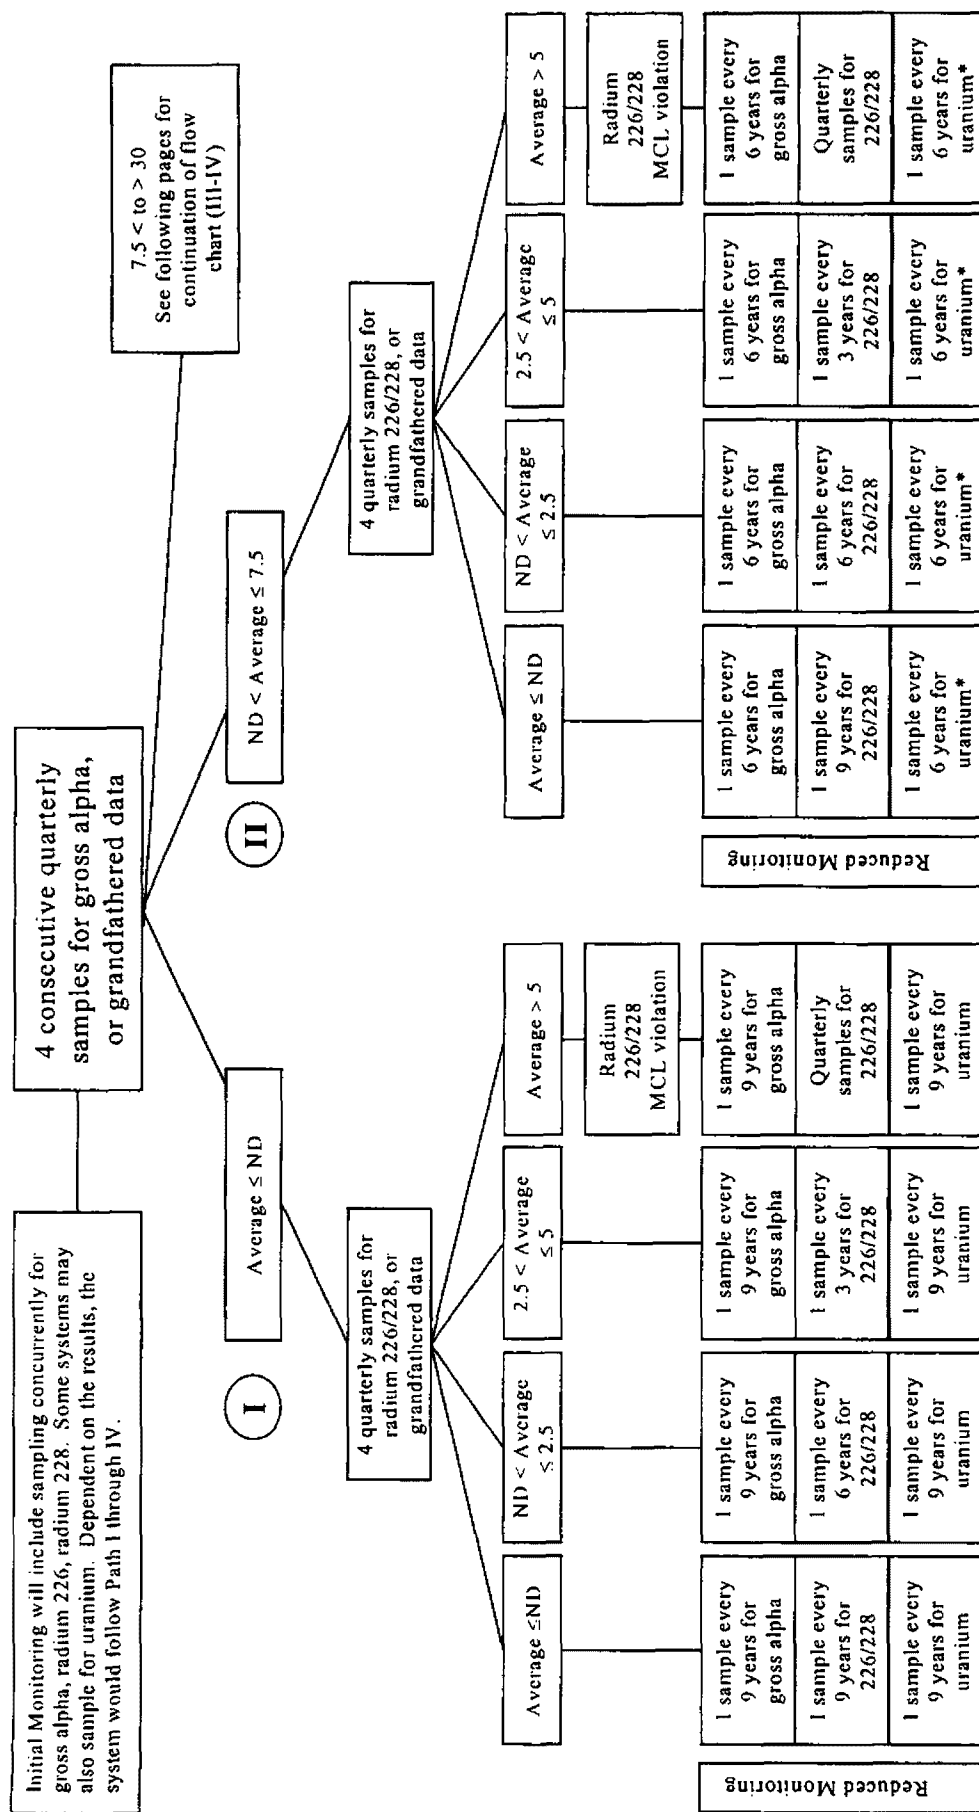 Initial Monitoring will include sampling concurrently for
gross alpha, radium 226, radium 228. Some systems may
also sample for uranium. Dependent on the results, the
system would follow Path I through IV.
4 consecutive quarterly
samples for gross alpha,
or grandfathered data
7.5 < to > 30
See following pages for
continuation of flow
chart (III-IV)
I
Average ≤ ND
4 quarterly samples for
radium 226/228, or
grandfathered data
Average ≤ND
ND < Average
≤ 2.5
2.5 < Average
≤5
Average > 5
Radium
226/228
MCL violation
Reduced Monitoring
1 sample every
9 years for
gross alpha
1 sample every
9 years for
226/228
1 sample every
9 years for
uranium
1 sample every
9 years for
gross alpha
1 sample every
6 years for
226/228
1 sample every
9 years for
uranium
1 sample every
9 years for
gross alpha
1 sample every
3 years for
226/228
1 sample every
9 years for
uranium
1 sample every
9 years for
gross alpha
Quarterly
samples for
226/228
1 sample every
9 years for
uranium
II
ND < Average ≤ 7.5
4 quarterly samples for
radium 226/228, or
grandfathered data
Average ≤ ND
ND < Average
≤ 2.5
2.5 < Average
≤ 5
Average > 5
Radium
226/228
MCL violation
Reduced Monitoring
1 sample every
6 years for
gross alpha
1 sample every
9 years for
226/228
1 sample every
6 years for
uranium*
1 sample every
6 years for
gross alpha
1 sample every
6 years for
226/228
1 sample every
6 years for
uranium*
1 sample every
6 years for
gross alpha
1 sample every
3 years for
226/228
1 sample every
6 years for
uranium*
1 sample every
6 years for
gross alpha
Quarterly
samples for
226/228
1 sample every
6 years for
uranium*